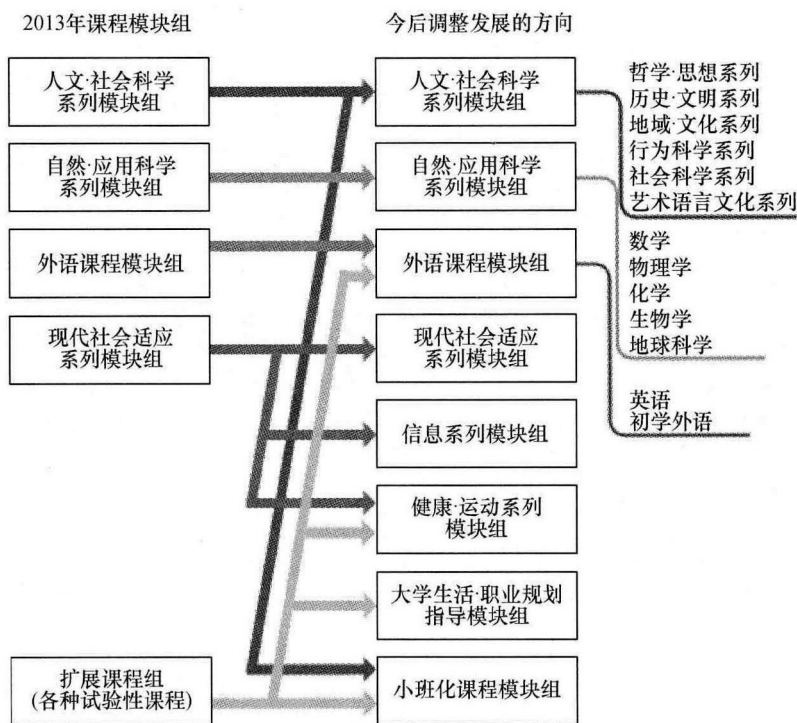 2013年课程模块组
今后调整发展的方向
人文·社会科学
系列模块组
自然·应用科学
系列模块组
外语课程模块组
现代社会适应
系列模块组
扩展课程组
(各种试验性课程)
人文·社会科学
系列模块组
自然·应用科学
系列模块组
外语课程模块组
现代社会适应
系列模块组
信息系列模块组
健康·运动系列
模块组
大学生活·职业规划
指导模块组
小班化课程模块组
哲学·思想系列
历史·文明系列
地域·文化系列
行为科学系列
社会科学系列
艺术语言文化系列
数学
物理学
化学
生物学
地球科学
英语
初学外语